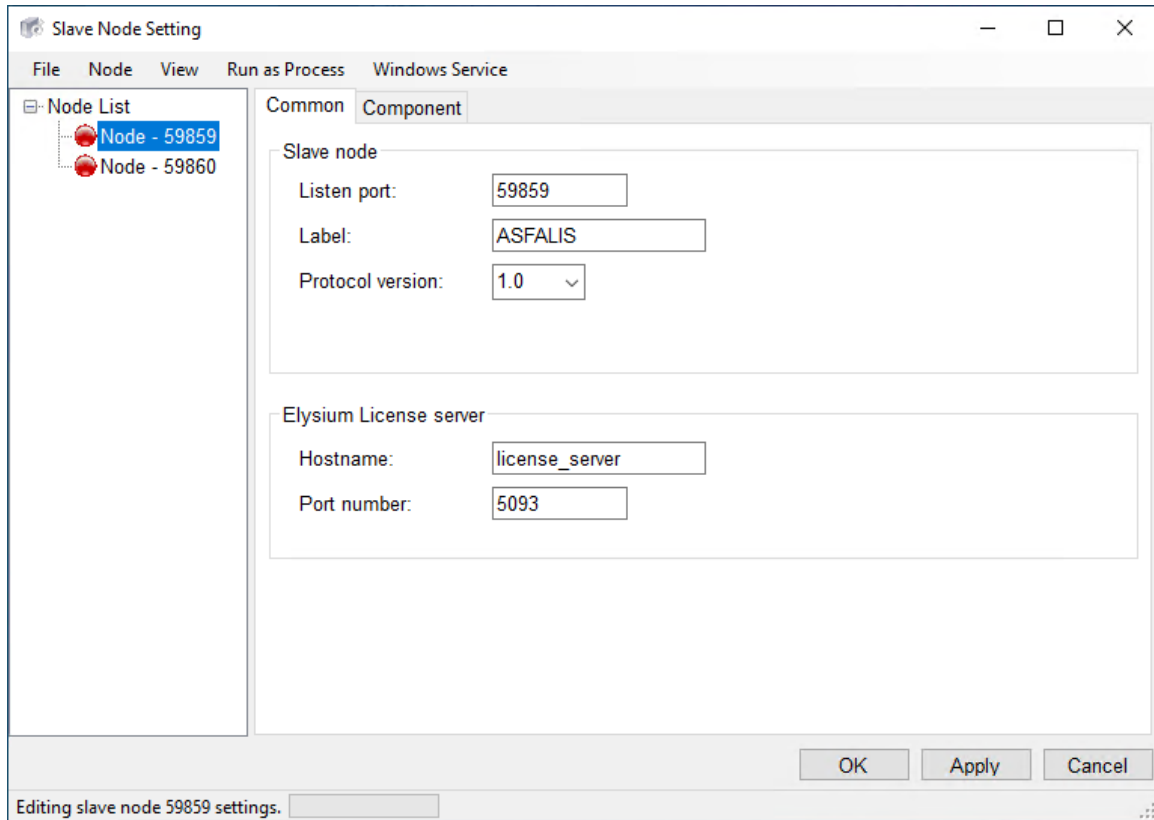 Slave Node Setting
File Node View Run as Process Windows Service
Node List
Node - 59859
Node - 59860
Common Component
Slave node
Listen port: 59859
Label: ASFALIS
Protocol version: 1.0
Elysium License server
Hostname: license_server
Port number: 5093
OK Apply Cancel
Editing slave node 59859 settings.